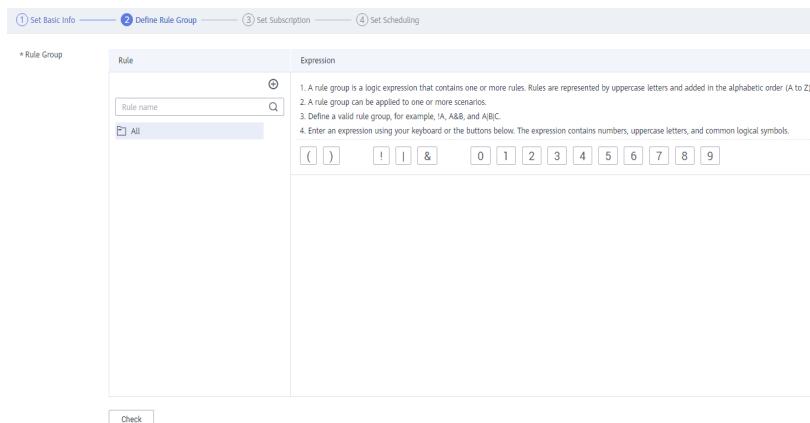 1 Set Basic Info 2 Define Rule Group 3 Set Subscription 4 Set Scheduling
* Rule Group
Rule
Expression
Rule name
All
1. A rule group is a logic expression that contains one or more rules. Rules are represented by uppercase letters and added in the alphabetic order (A to Z)
2. A rule group can be applied to one or more scenarios.
3. Define a valid rule group, for example, !A, A&B, and A|B|C.
4. Enter an expression using your keyboard or the buttons below. The expression contains numbers, uppercase letters, and common logical symbols.
( ) ! | & 0 1 2 3 4 5 6 7 8 9
Check